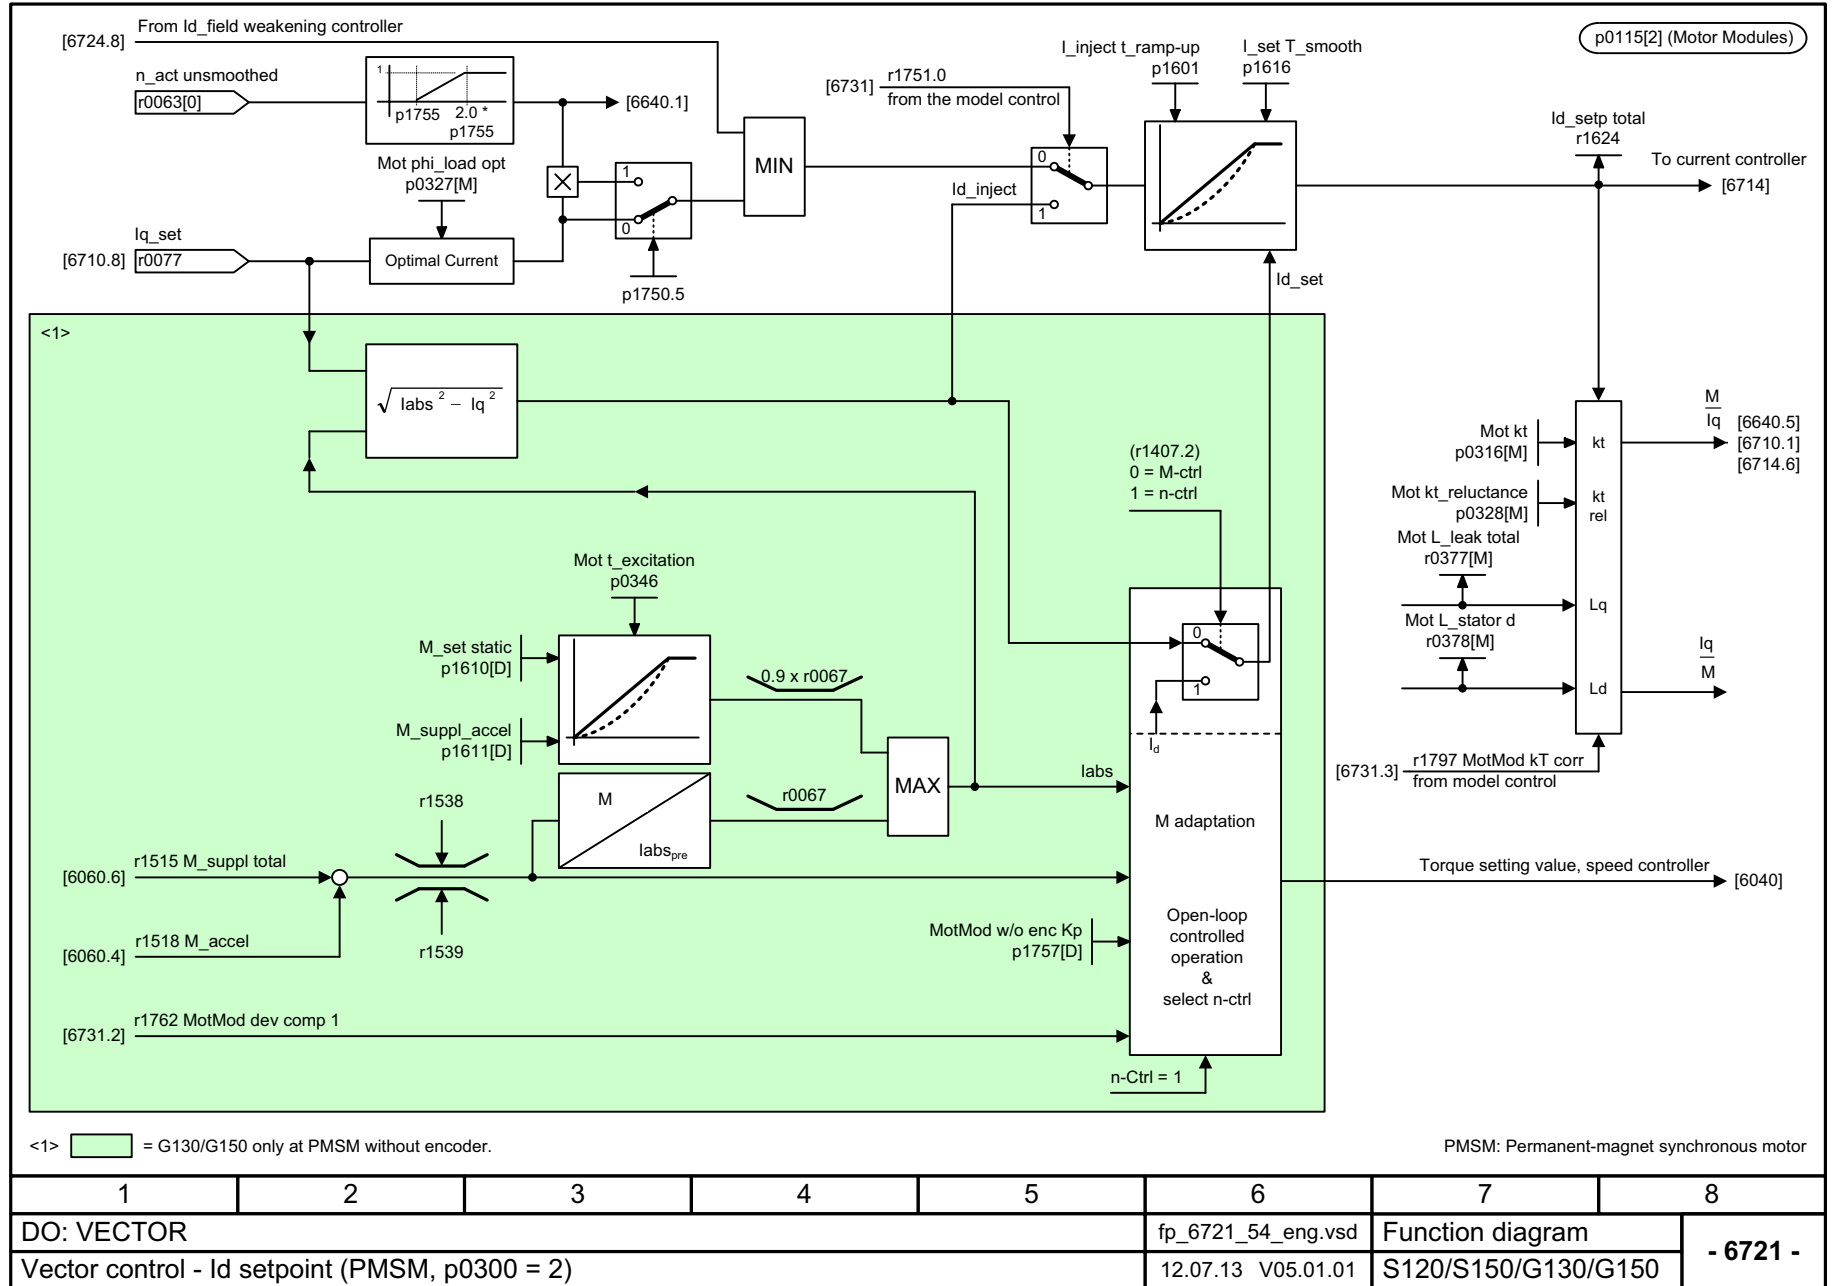 From Id_field weakening controller
[6724.8]
p0115[2] (Motor Modules)
n_act unsmoothed
r0063[0]
1
p1755
2.0 *
p1755
[6640.1]
Mot phi_load opt
p0327[M]
Iq_set
[6710.8]
r0077
Optimal Current
1
0
p1750.5
MIN
[6731]
r1751.0
from the model control
Id_inject
0
1
I_inject t_ramp-up
p1601
I_set T_smooth
p1616
Id_set
Id_setp total
r1624
To current controller
[6714]
<1>
√ Iabs ² – Iq ²
(r1407.2)
0 = M-ctrl
1 = n-ctrl
Mot t_excitation
p0346
M_set static
p1610[D]
M_suppl_accel
p1611[D]
0.9 x r0067
M
Iabspre
r0067
MAX
Iabs
0
1
Id
M adaptation
Open-loop
controlled
operation
&
select n-ctrl
r1538
r1515 M_suppl total
[6060.6]
r1518 M_accel
[6060.4]
r1539
MotMod w/o enc Kp
p1757[D]
r1762 MotMod dev comp 1
[6731.2]
n-Ctrl = 1
Mot kt
p0316[M]
kt
M
Iq
[6640.5]
[6710.1]
[6714.6]
Mot kt_reluctance
p0328[M]
kt
rel
Mot L_leak total
r0377[M]
Lq
Mot L_stator d
r0378[M]
Ld
Iq
M
[6731.3]
r1797 MotMod kT corr
from model control
Torque setting value, speed controller
[6040]
<1>
= G130/G150 only at PMSM without encoder.
PMSM: Permanent-magnet synchronous motor
1 2 3 4 5 6 7 8
DO: VECTOR
fp_6721_54_eng.vsd
Function diagram
- 6721 -
Vector control - Id setpoint (PMSM, p0300 = 2)
12.07.13 V05.01.01
S120/S150/G130/G150